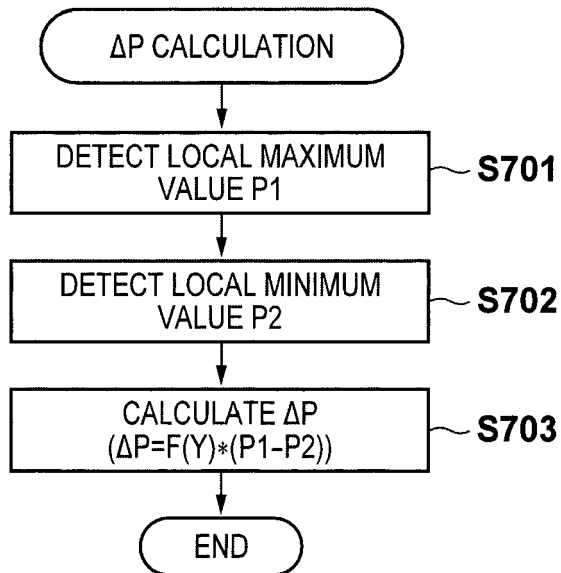 ΔP CALCULATION
DETECT LOCAL MAXIMUM
VALUE P1
S701
DETECT LOCAL MINIMUM
VALUE P2
S702
CALCULATE ΔP
(ΔP=F(Y)*(P1-P2))
S703
END